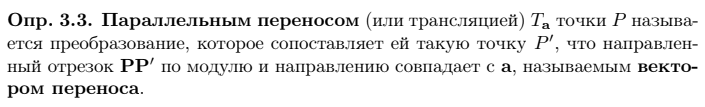 Опр. 3.3. Параллельным переносом (или трансляцией) Tₐ точки P называ-
ется преобразование, которое сопоставляет ей такую точку P′, что направлен-
ный отрезок PP′ по модулю и направлению совпадает с a, называемым векто-
ром переноса.